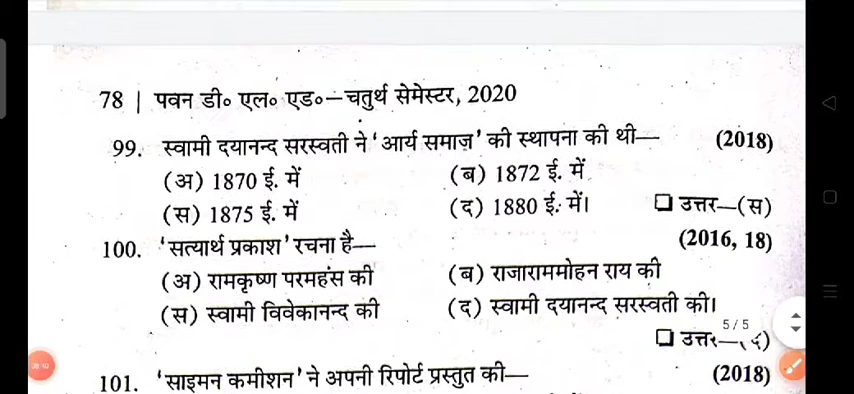 78 | पवन डी० एल० एड०—चतुर्थ सेमेस्टर, 2020
99. स्वामी दयानन्द सरस्वती ने ‘आर्य समाज़’ की स्थापना की थी— (2018)
(अ) 1870 ई. में (ब) 1872 ई. में
(स) 1875 ई. में (द) 1880 ई. में। ❑ उत्तर—(स)
100. ‘सत्यार्थ प्रकाश’ रचना है— (2016, 18)
(अ) रामकृष्ण परमहंस की (ब) राजाराममोहन राय की
(स) स्वामी विवेकानन्द की (द) स्वामी दयानन्द सरस्वती की।
5/5
❑ उत्तर—(द)
101. ‘साइमन कमीशन’ ने अपनी रिपोर्ट प्रस्तुत की— (2018)